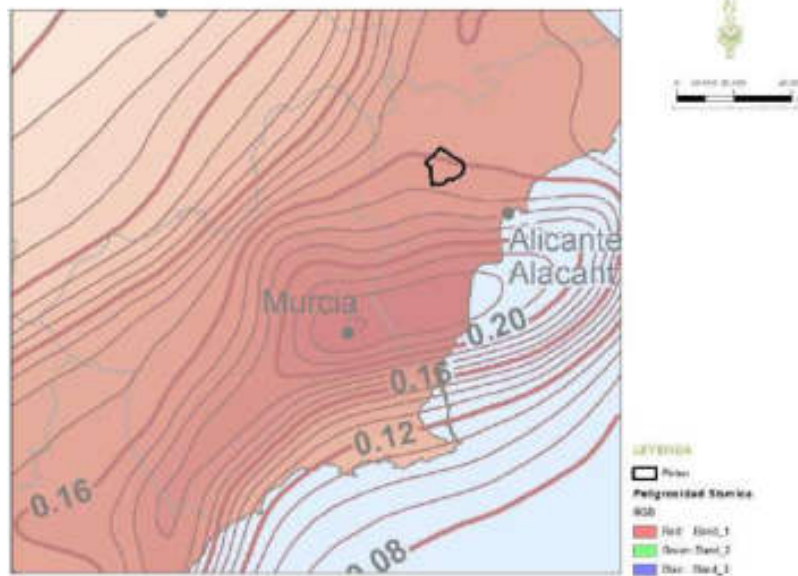 N
Alicante
Alacant
Murcia
0.20
0.16
0.12
0.16
0.08
LEYENDA
Peligrosidad Sísmica
RGB
Red: Band_1
Green: Band_2
Blue: Band_3